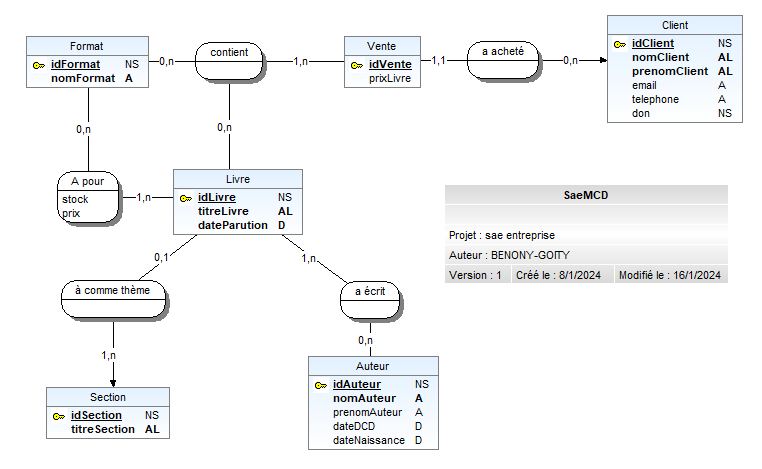 Format
idFormat NS
nomFormat A
0,n
contient
1,n
Vente
idVente
prixLivre
1,1
a acheté
0,n
Client
idClient NS
nomClient AL
prenomClient AL
email A
telephone A
don NS
0,n
0,n
A pour
stock
prix
1,n
Livre
idLivre NS
titreLivre AL
dateParution D
SaeMCD
Projet : sae entreprise
Auteur : BENONY-GOITY
Version : 1 Créé le : 8/1/2024 Modifié le : 16/1/2024
0,1
1,n
à comme thème
a écrit
1,n
0,n
Section
idSection NS
titreSection AL
Auteur
idAuteur NS
nomAuteur A
prenomAuteur A
dateDCD D
dateNaissance D